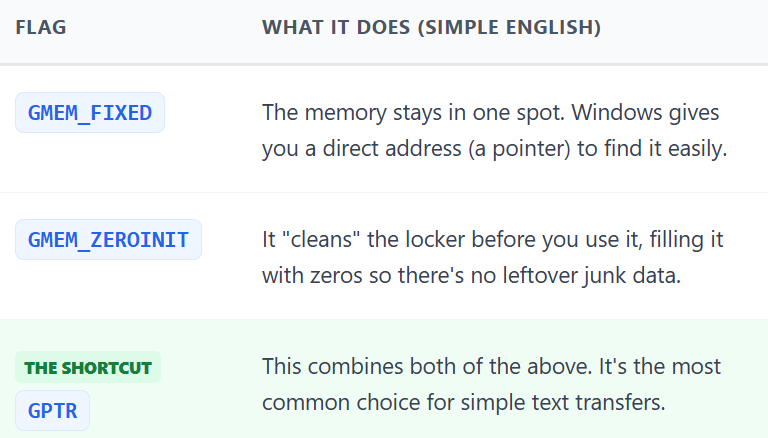 FLAG
WHAT IT DOES (SIMPLE ENGLISH)
GMEM_FIXED
The memory stays in one spot. Windows gives
you a direct address (a pointer) to find it easily.
GMEM_ZEROINIT
It "cleans" the locker before you use it, filling it
with zeros so there's no leftover junk data.
THE SHORTCUT
GPTR
This combines both of the above. It's the most
common choice for simple text transfers.